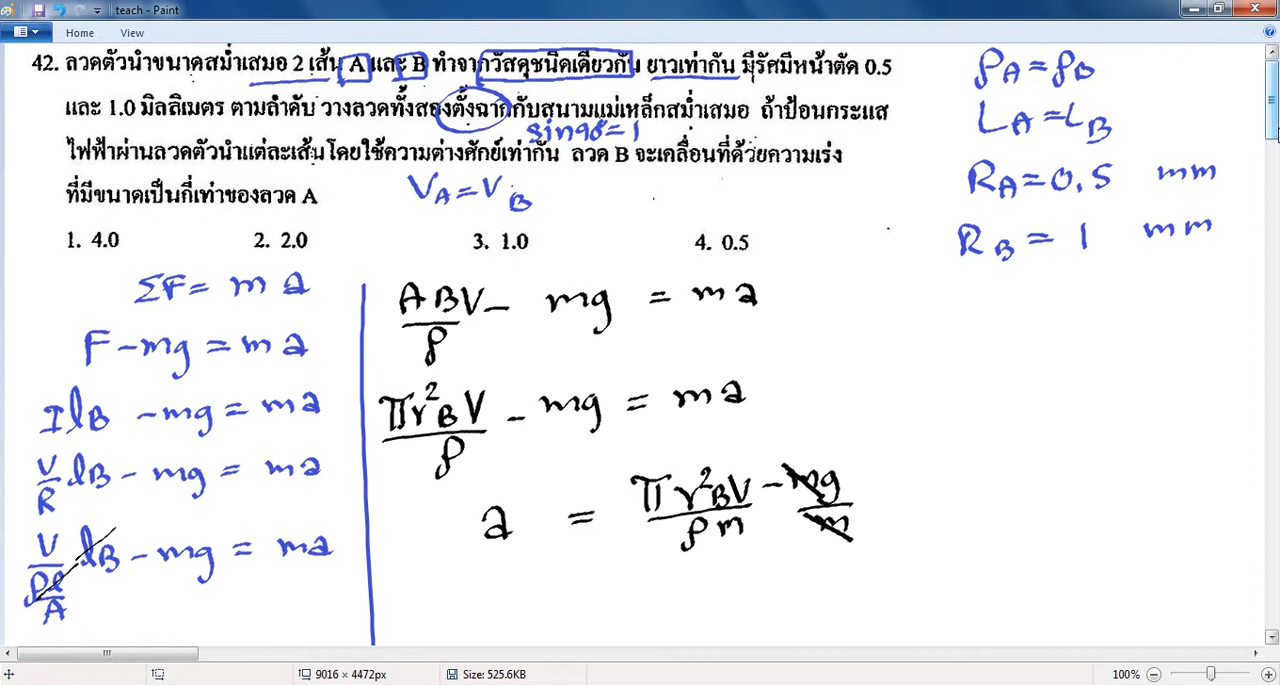 teach - Paint
Home View
42. ลวดตัวนำขนาดสม่ำเสมอ 2 เส้น A และ B ทำจากวัสดุชนิดเดียวกัน ยาวเท่ากัน มีรัศมีหน้าตัด 0.5
และ 1.0 มิลลิเมตร ตามลำดับ วางลวดทั้งสองตั้งฉากกับสนามแม่เหล็กสม่ำเสมอ ถ้าป้อนกระแส
sin90=1
ไฟฟ้าผ่านลวดตัวนำแต่ละเส้นโดยใช้ความต่างศักย์เท่ากัน ลวด B จะเคลื่อนที่ด้วยความเร่ง
ที่มีขนาดเป็นกี่เท่าของลวด A
V_A=V_B
1. 4.0 2. 2.0 3. 1.0 4. 0.5
ρ_A=ρ_B
L_A=L_B
R_A=0.5 mm
R_B=1 mm
ΣF=ma
F-mg=ma
IlB-mg=ma
V/R lB-mg=ma
V/(ρl/A) lB-mg=ma
ABV/ρ - mg = ma
πr²BV/ρ - mg = ma
a = πr²BV/ρm - mg/m
9016 × 4472px Size: 525.6KB 100%